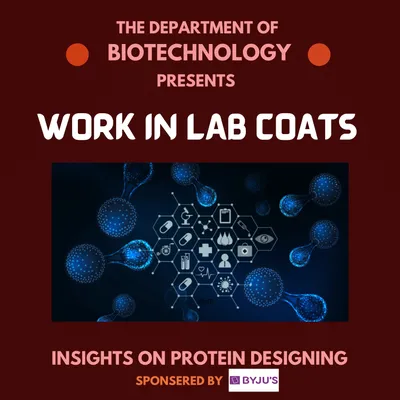 THE DEPARTMENT OF
BIOTECHNOLOGY
PRESENTS
WORK IN LAB COATS
INSIGHTS ON PROTEIN DESIGNING
SPONSERED BY BYJU'S